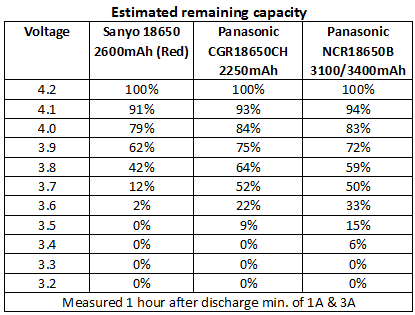 Estimated remaining capacity
Voltage Sanyo 18650 Panasonic Panasonic
2600mAh (Red) CGR18650CH NCR18650B
2250mAh 3100/3400mAh
4.2 100% 100% 100%
4.1 91% 93% 94%
4.0 79% 84% 83%
3.9 62% 75% 72%
3.8 42% 64% 59%
3.7 12% 52% 50%
3.6 2% 22% 33%
3.5 0% 9% 15%
3.4 0% 0% 6%
3.3 0% 0% 0%
3.2 0% 0% 0%
Measured 1 hour after discharge min. of 1A & 3A